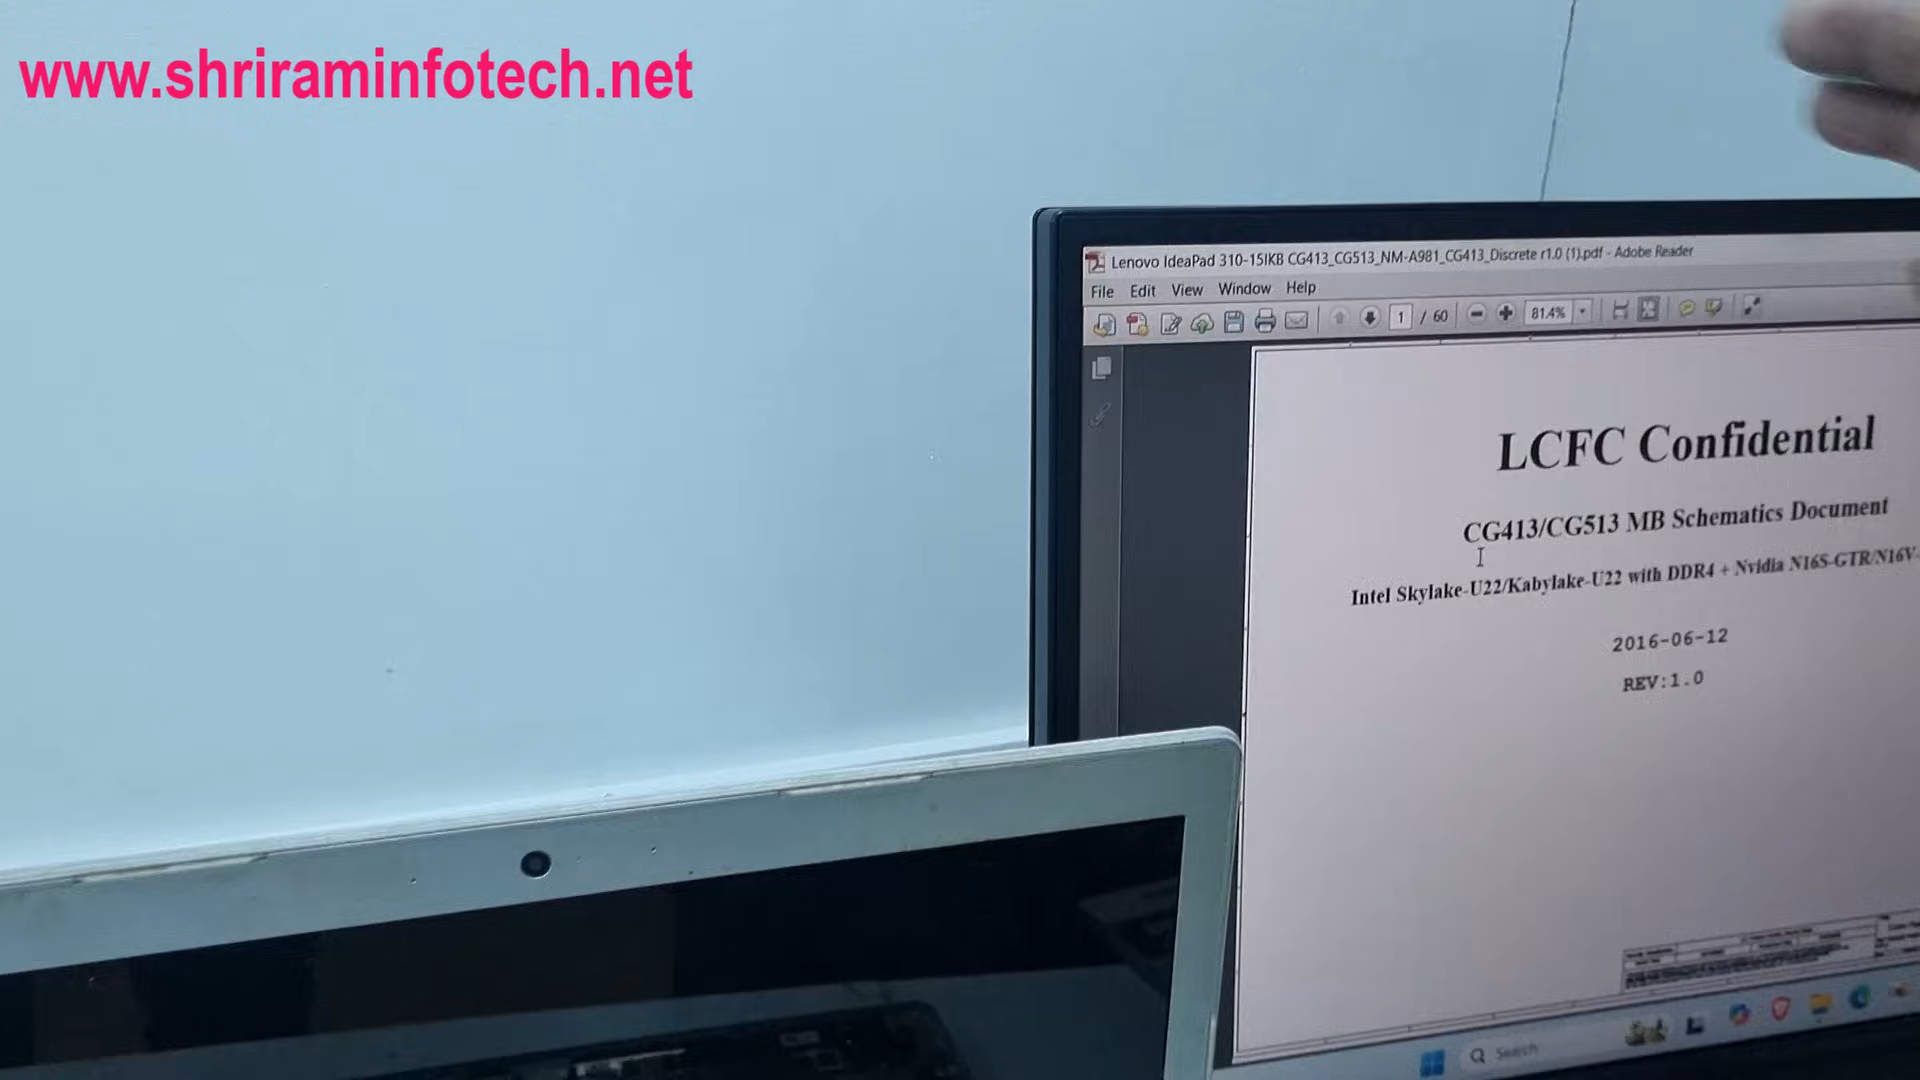 www.shriraminfotech.net
Lenovo IdeaPad 310-15IKB CG413_CG513_NM-A981_CG413_Discrete r1.0 (1).pdf - Adobe Reader
File Edit View Window Help
1 / 60 81.4%
LCFC Confidential
CG413/CG513 MB Schematics Document
Intel Skylake-U22/Kabylake-U22 with DDR4 + Nvidia N16S-GTR/N16V-
2016-06-12
REV:1.0
Search